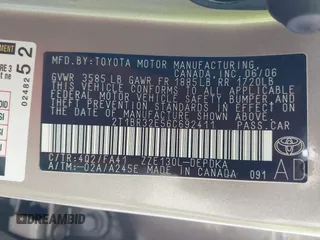 MFD.BY:TOYOTA MOTOR MANUFACTURING,
CANADA,INC. 06/06
GVWR 3585LB GAWR FR 1885LB RR 1720LB
THIS VEHICLE CONFORMS TO ALL APPLICABLE
FEDERAL MOTOR VEHICLE SAFETY, BUMPER, AND
THEFT PREVENTION STANDARDS IN EFFECT ON
THE DATE OF MANUFACTURE SHOWN ABOVE.
2T1BR32E56C692411 PASS.CAR
C/TR:4Q2/FA41 ZZE130L-DEPDKA
A/TM:-02A/A245E MADE IN CANADA 091
TOYOTA
AD
02482 52
DREAMBID